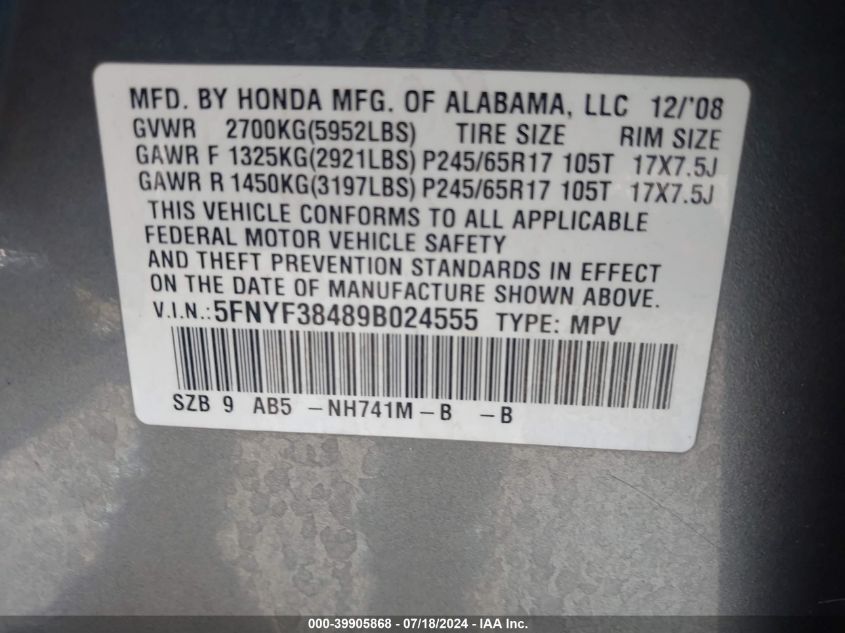 MFD. BY HONDA MFG. OF ALABAMA, LLC 12/'08
GVWR 2700KG(5952LBS) TIRE SIZE RIM SIZE
GAWR F 1325KG(2921LBS) P245/65R17 105T 17X7.5J
GAWR R 1450KG(3197LBS) P245/65R17 105T 17X7.5J
THIS VEHICLE CONFORMS TO ALL APPLICABLE
FEDERAL MOTOR VEHICLE SAFETY
AND THEFT PREVENTION STANDARDS IN EFFECT
ON THE DATE OF MANUFACTURE SHOWN ABOVE.
V.I.N.:5FNYF38489B024555 TYPE: MPV
SZB 9 AB5 -NH741M-B -B
000-39905868 - 07/18/2024 - IAA Inc.